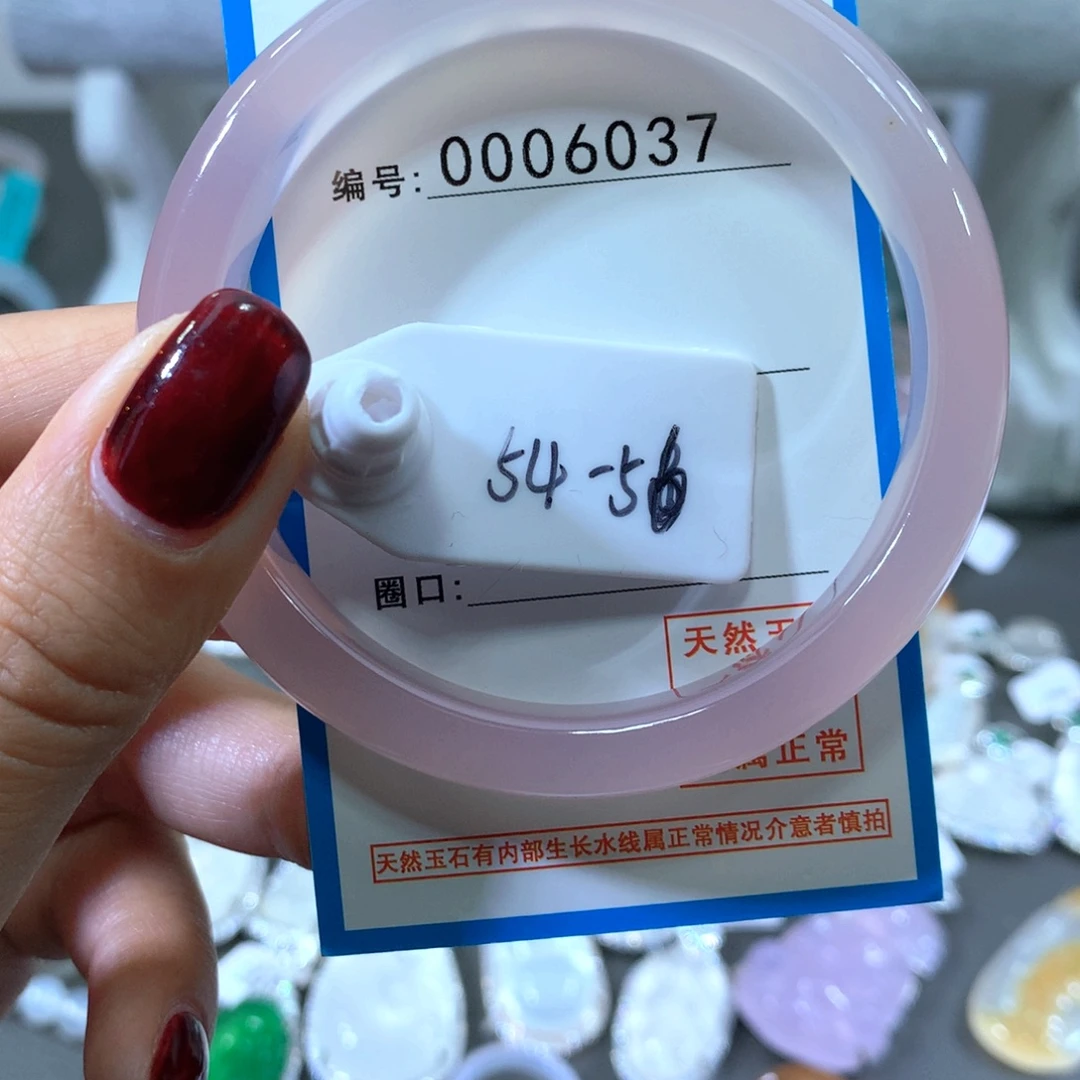 编号: 0006037
54-56
圈口:
天然玉
属正常
天然玉石有内部生长水线属正常情况介意者慎拍